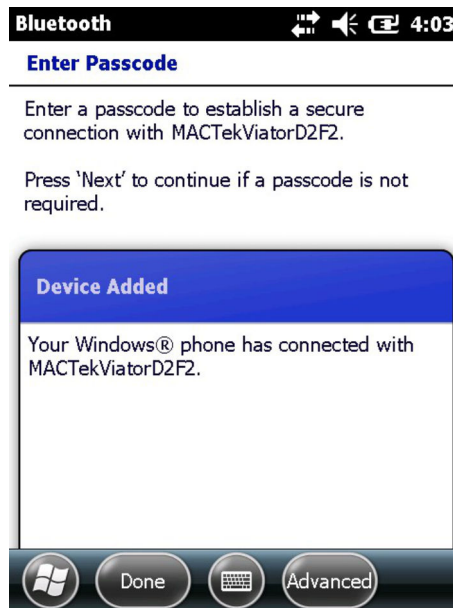 Bluetooth 4:03
Enter Passcode
Enter a passcode to establish a secure
connection with MACTekViatorD2F2.
Press 'Next' to continue if a passcode is not
required.
Device Added
Your Windows® phone has connected with
MACTekViatorD2F2.
Done Advanced